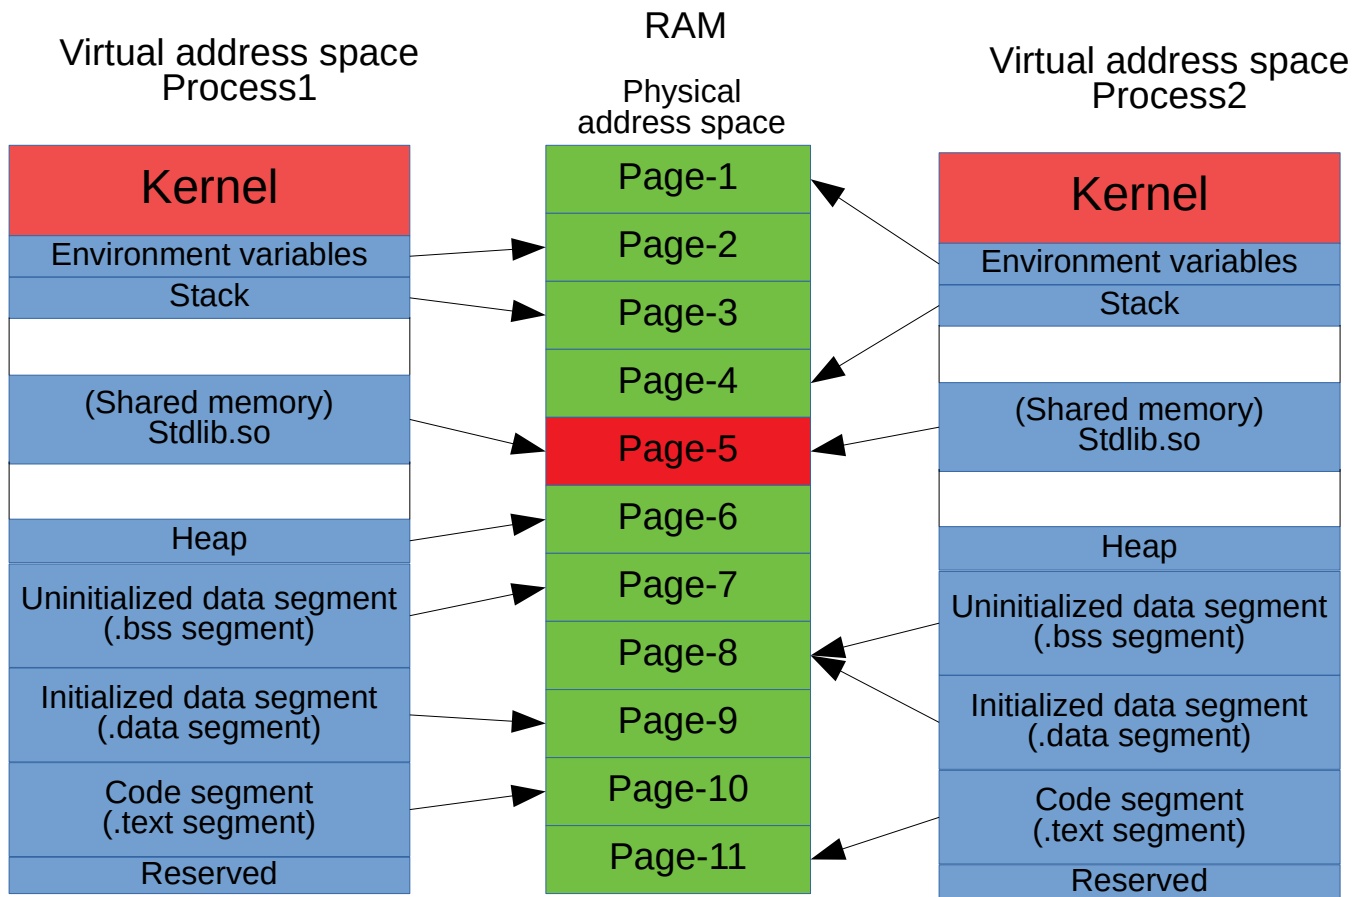 Virtual address space
Process1
Kernel
Environment variables
Stack
(Shared memory)
Stdlib.so
Heap
Uninitialized data segment
(.bss segment)
Initialized data segment
(.data segment)
Code segment
(.text segment)
Reserved
RAM
Physical
address space
Page-1
Page-2
Page-3
Page-4
Page-5
Page-6
Page-7
Page-8
Page-9
Page-10
Page-11
Virtual address space
Process2
Kernel
Environment variables
Stack
(Shared memory)
Stdlib.so
Heap
Uninitialized data segment
(.bss segment)
Initialized data segment
(.data segment)
Code segment
(.text segment)
Reserved